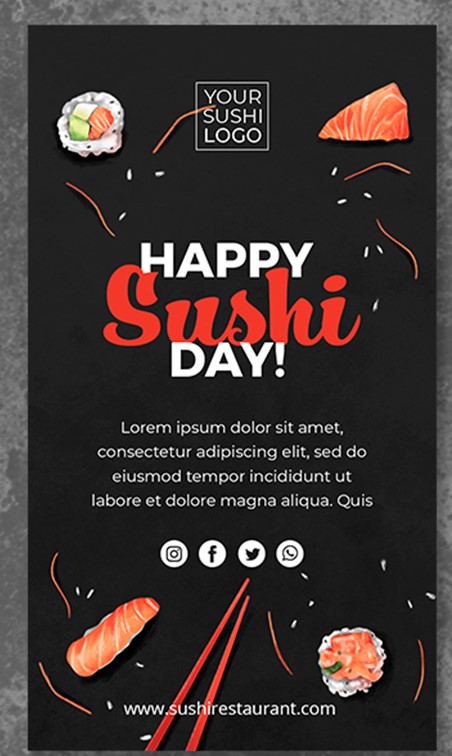 YOUR
SUSHI
LOGO
HAPPY
Sushi
DAY!
Lorem ipsum dolor sit amet,
consectetur adipiscing elit, sed do
eiusmod tempor incididunt ut
labore et dolore magna aliqua. Quis
www.sushirestaurant.com